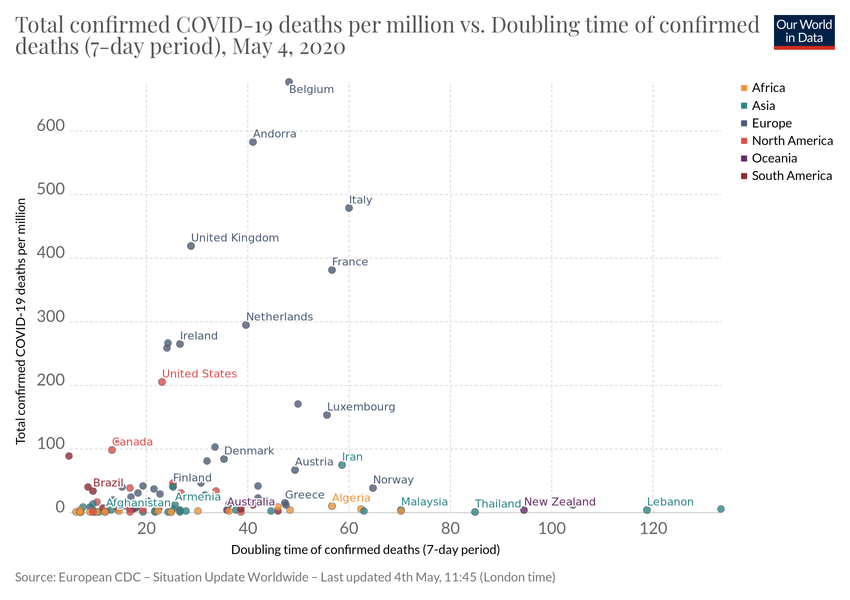 Total confirmed COVID-19 deaths per million vs. Doubling time of confirmed
deaths (7-day period), May 4, 2020
Our World
in Data
Africa
Asia
Europe
North America
Oceania
South America
Total confirmed COVID-19 deaths per million
600
500
400
300
200
100
0
Belgium
Andorra
Italy
United Kingdom
France
Netherlands
Ireland
United States
Luxembourg
Canada
Denmark
Iran
Austria
Finland
Norway
Brazil
Armenia
Greece
Algeria
Afghanistan
Australia
Malaysia
Thailand
New Zealand
Lebanon
20
40
60
80
100
120
Doubling time of confirmed deaths (7-day period)
Source: European CDC – Situation Update Worldwide – Last updated 4th May, 11:45 (London time)